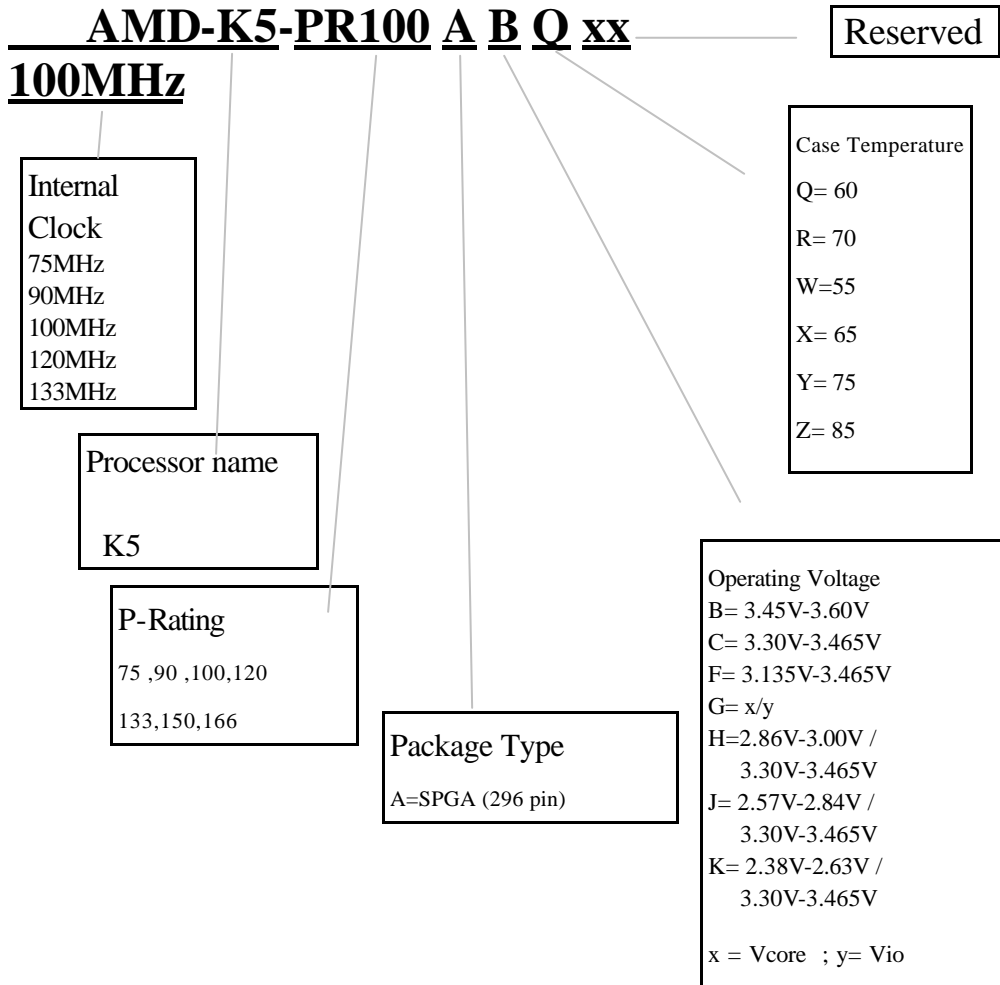 AMD-K5-PR100 A B Q xx
Reserved
100MHz
Internal
Clock
75MHz
90MHz
100MHz
120MHz
133MHz
Case Temperature
Q= 60
R= 70
W=55
X= 65
Y= 75
Z= 85
Processor name
K5
P-Rating
75 ,90 ,100,120
133,150,166
Package Type
A=SPGA (296 pin)
Operating Voltage
B= 3.45V-3.60V
C= 3.30V-3.465V
F= 3.135V-3.465V
G= x/y
H=2.86V-3.00V /
3.30V-3.465V
J= 2.57V-2.84V /
3.30V-3.465V
K= 2.38V-2.63V /
3.30V-3.465V
x = Vcore ; y= Vio